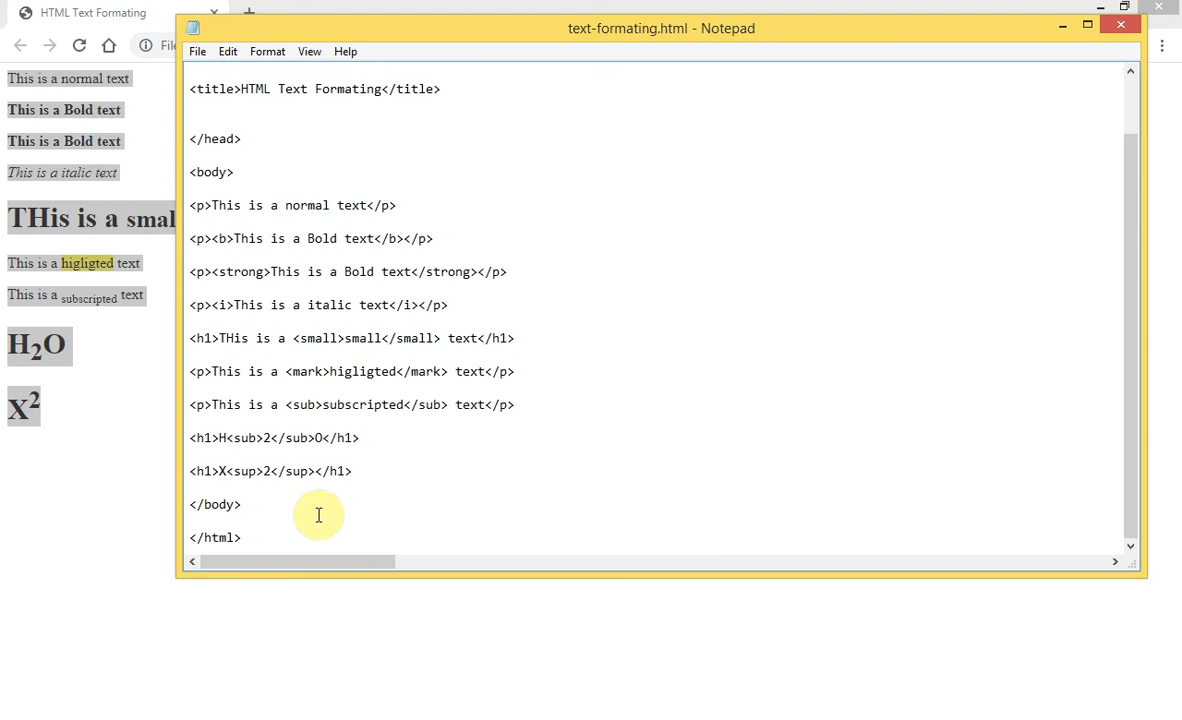 HTML Text Formating
File
This is a normal text
This is a Bold text
This is a Bold text
This is a italic text
THis is a smal
This is a higligted text
This is a subscripted text
H2O
X2
text-formating.html - Notepad
File Edit Format View Help
<title>HTML Text Formating</title>
</head>
<body>
<p>This is a normal text</p>
<p><b>This is a Bold text</b></p>
<p><strong>This is a Bold text</strong></p>
<p><i>This is a italic text</i></p>
<h1>THis is a <small>small</small> text</h1>
<p>This is a <mark>higligted</mark> text</p>
<p>This is a <sub>subscripted</sub> text</p>
<h1>H<sub>2</sub>O</h1>
<h1>X<sup>2</sup></h1>
</body>
</html>